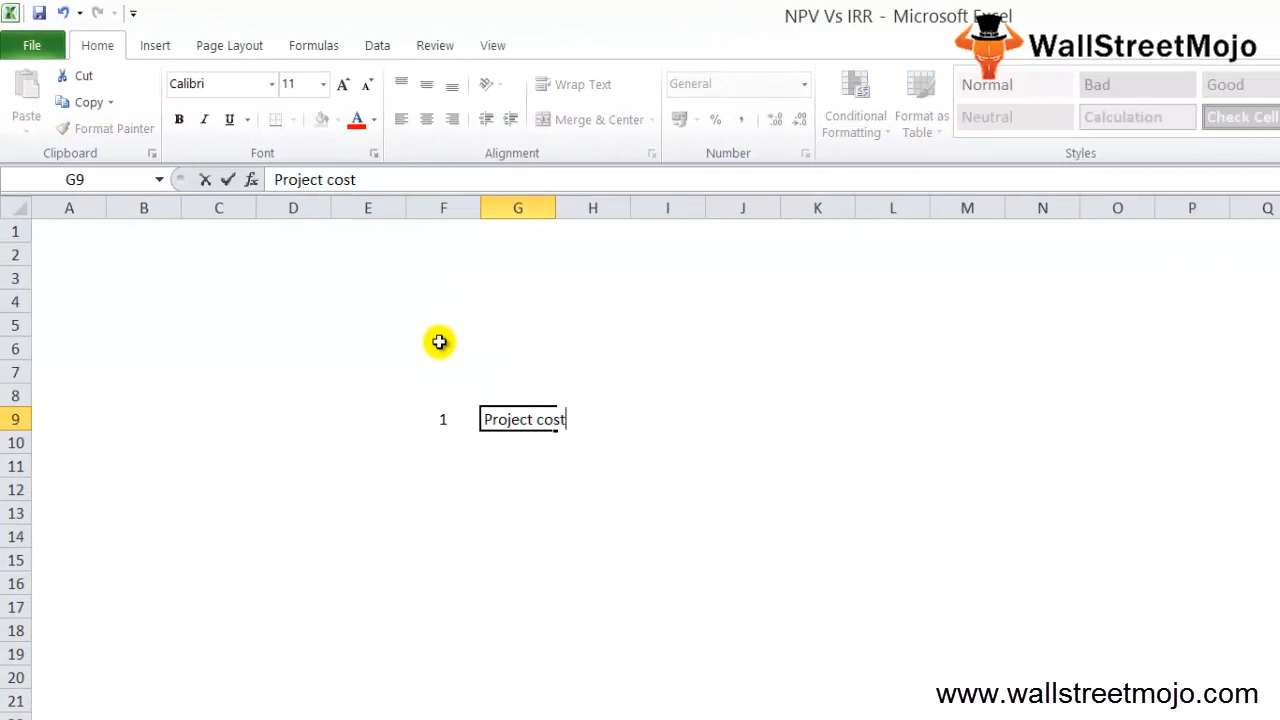 NPV Vs IRR - Microsoft Excel
WallStreetMojo
File Home Insert Page Layout Formulas Data Review View
Paste
Cut
Copy
Format Painter
Clipboard
Calibri 11
B I U
Font
Wrap Text
Merge & Center
Alignment
General
Number
Conditional Formatting
Format as Table
Normal Bad Good
Neutral Calculation Check Cell
Styles
G9 fx Project cost
A B C D E F G H I J K L M N O P Q
1
2
3
4
5
6
7
8
9 1 Project cost
10
11
12
13
14
15
16
17
18
19
20
21
www.wallstreetmojo.com